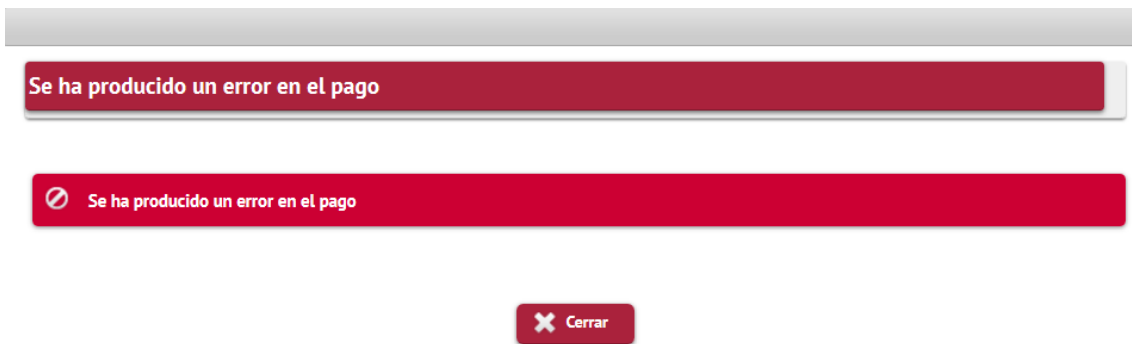 Se ha producido un error en el pago
Se ha producido un error en el pago
Cerrar